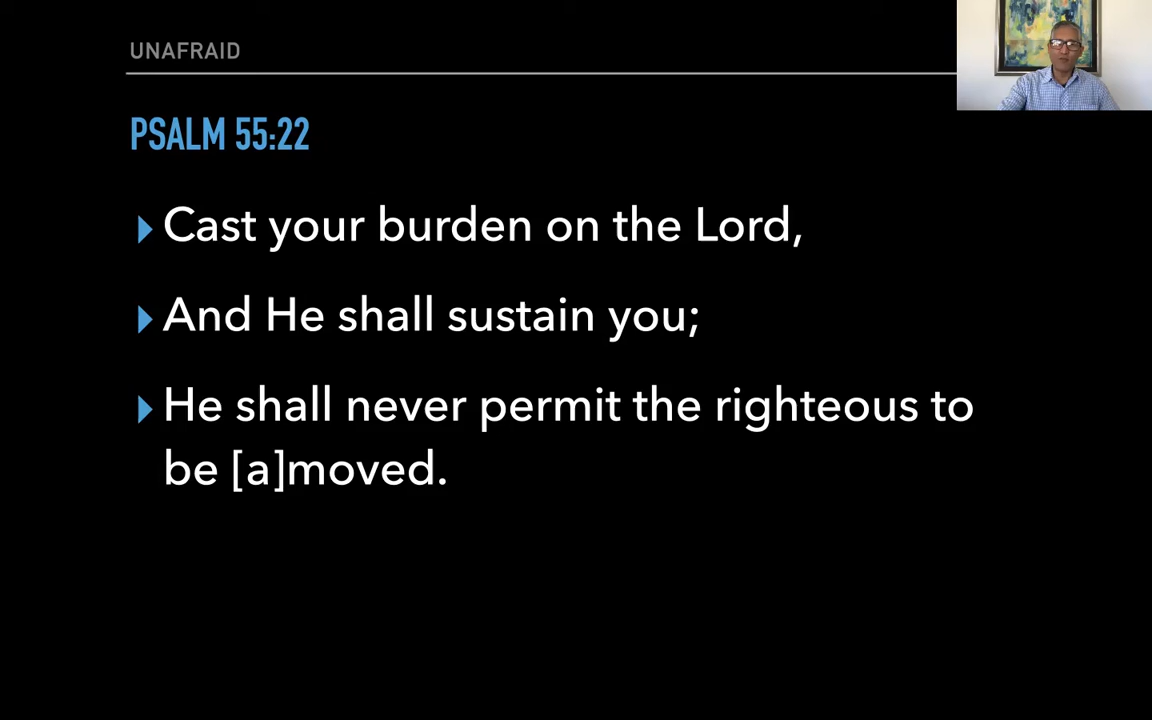 UNAFRAID
PSALM 55:22
Cast your burden on the Lord,
And He shall sustain you;
He shall never permit the righteous to
be [a]moved.